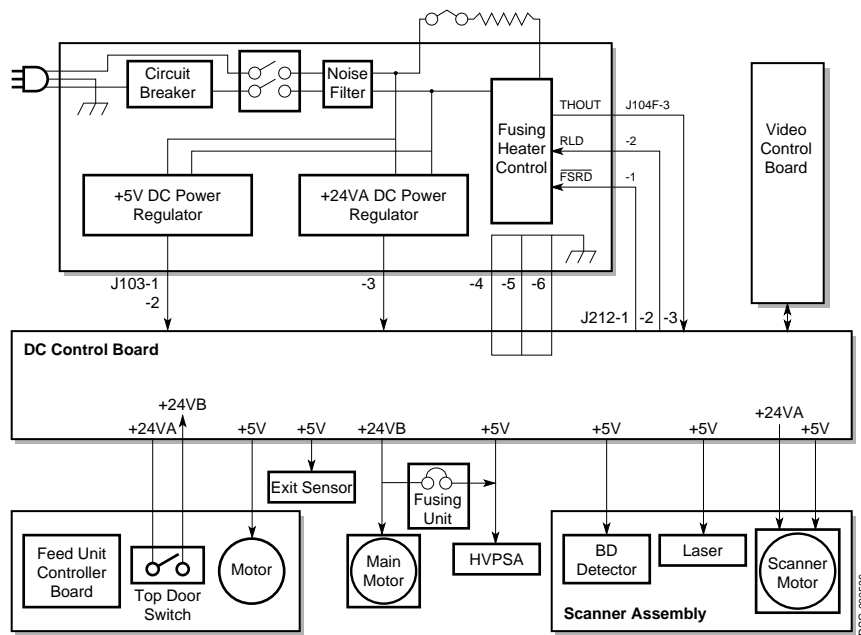 Circuit
Breaker
Noise
Filter
Fusing
Heater
Control
THOUT
J104F-3
RLD
-2
FSRD
-1
Video
Control
Board
+5V DC Power
Regulator
+24VA DC Power
Regulator
J103-1
-2
-3
-4
-5
-6
J212-1
-2
-3
DC Control Board
+24VB
+24VA
+5V
+5V
+24VB
+5V
+5V
+5V
+24VA
+5V
Exit Sensor
Fusing
Unit
Feed Unit
Controller
Board
Top Door
Switch
Motor
Main
Motor
HVPSA
BD
Detector
Laser
Scanner
Motor
Scanner Assembly